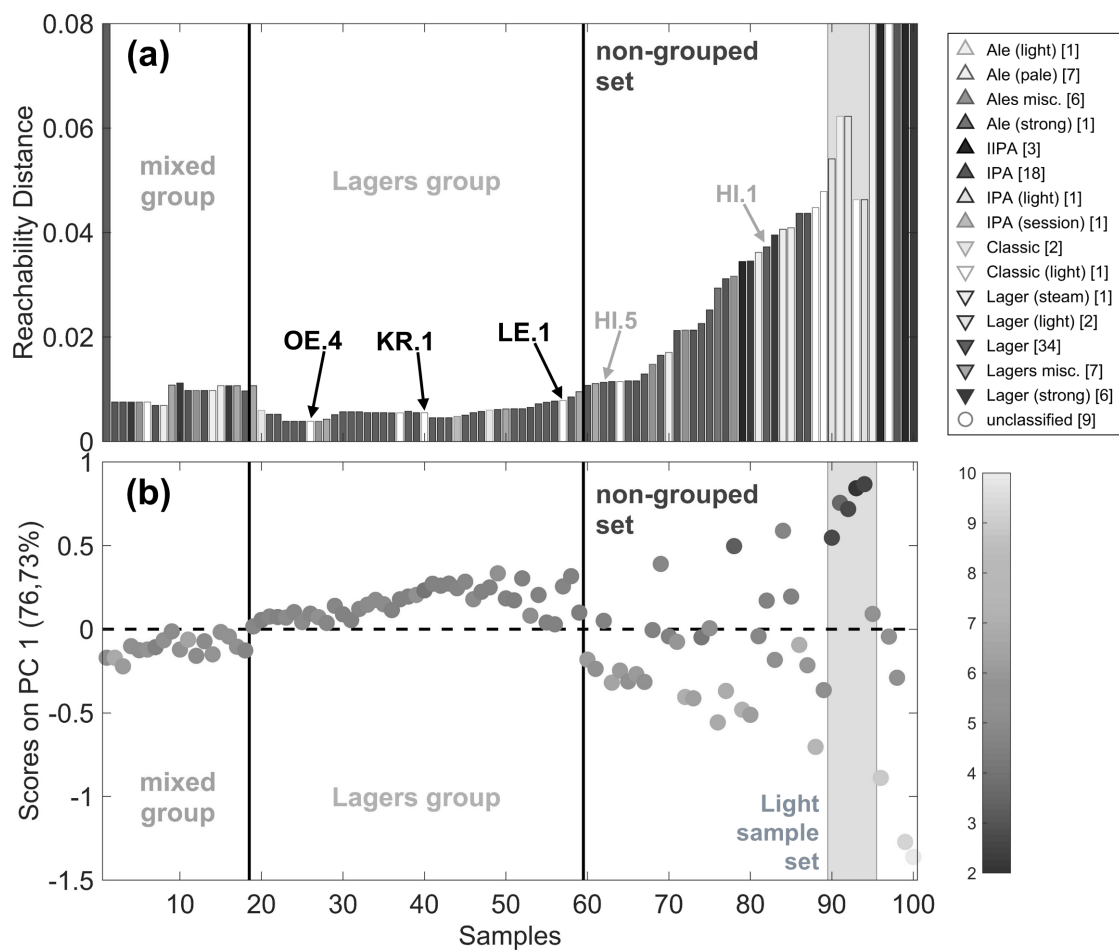 0.08
(a)
non-grouped
set
mixed
group
Lagers group
Reachability Distance
0.06
0.04
0.02
0
OE.4
KR.1
LE.1
HI.5
HI.1
Ale (light) [1]
Ale (pale) [7]
Ales misc. [6]
Ale (strong) [1]
IIPA [3]
IPA [18]
IPA (light) [1]
IPA (session) [1]
Classic [2]
Classic (light) [1]
Lager (steam) [1]
Lager (light) [2]
Lager [34]
Lagers misc. [7]
Lager (strong) [6]
unclassified [9]
1
(b)
non-grouped
set
0.5
0
-0.5
-1
-1.5
Scores on PC 1 (76,73%)
mixed
group
Lagers group
Light
sample
set
10
20
30
40
50
60
70
80
90
100
Samples
10
9
8
7
6
5
4
3
2